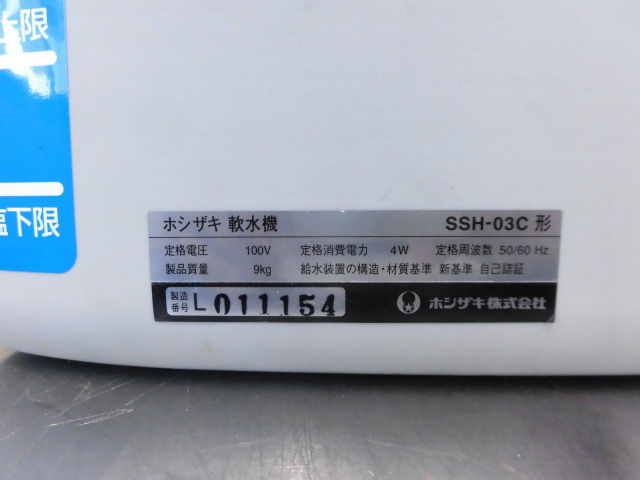 上限
塩下限
ホシザキ 軟水機 SSH-03C 形
定格電圧 100V 定格消費電力 4W 定格周波数 50/60 Hz
製品質量 9kg 給水装置の構造・材質基準 新基準 自己認証
製造番号 L011154 ホシザキ株式会社